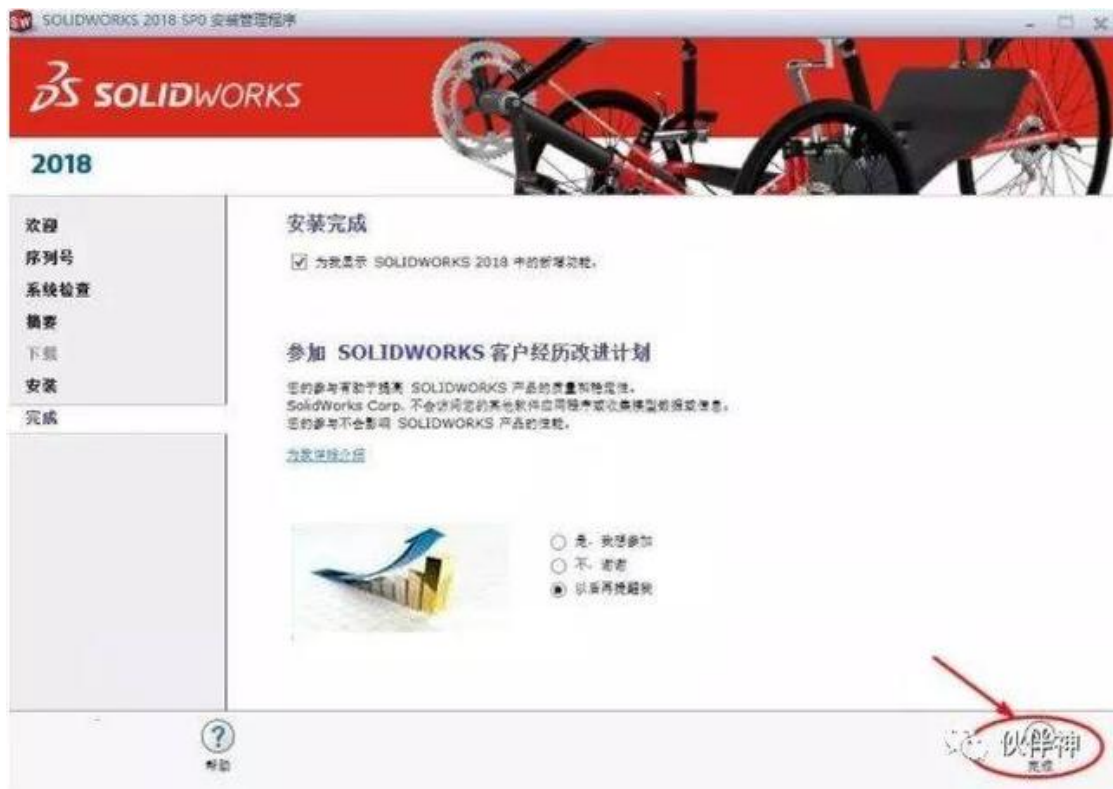 SOLIDWORKS 2018 SP0 安装管理程序
SOLIDWORKS
2018
欢迎
序列号
系统检查
摘要
下载
安装
完成
安装完成
为我显示 SOLIDWORKS 2018 中的新增功能。
参加 SOLIDWORKS 客户经历改进计划
您的参与有助于提高 SOLIDWORKS 产品的质量和稳定性。
SolidWorks Corp. 不会访问您的其他软件应用程序或收集模型数据或信息。
您的参与不会影响 SOLIDWORKS 产品的性能。
为我详细介绍
是，我想参加
不，谢谢
以后再提醒我
帮助
伙伴神
完成